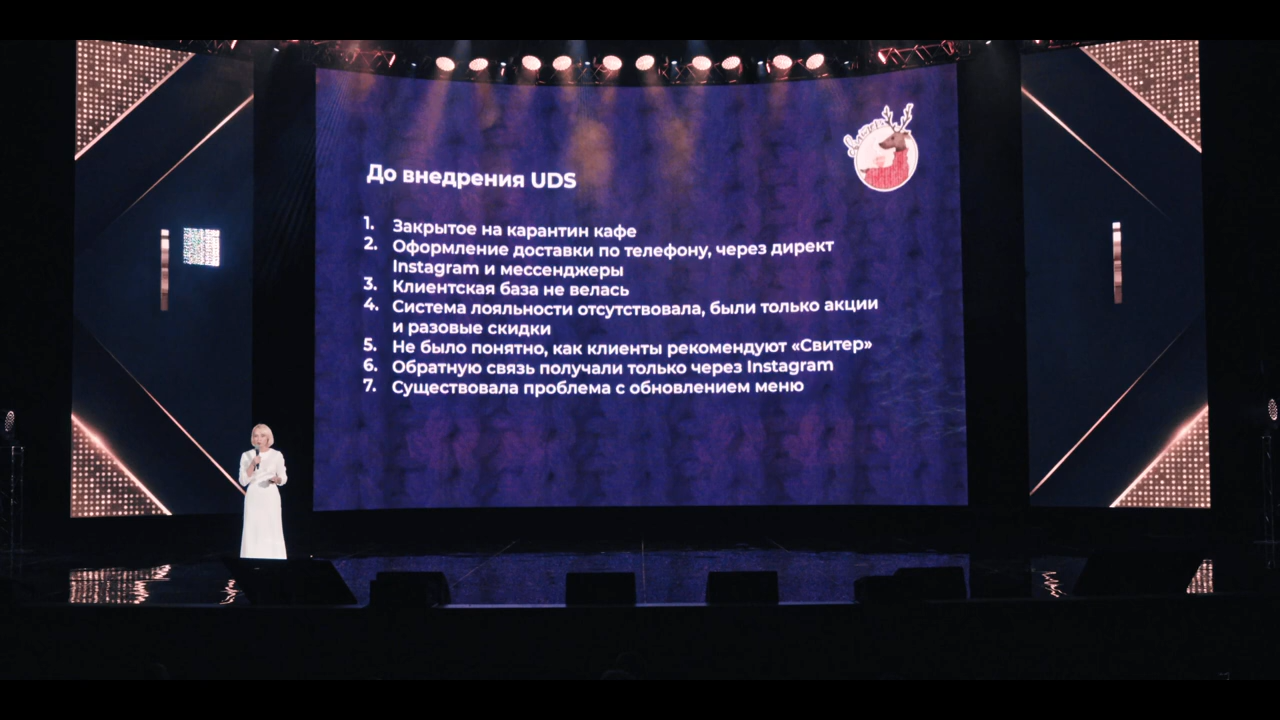 До внедрения UDS
1. Закрытое на карантин кафе
2. Оформление доставки по телефону, через директ
Instagram и мессенджеры
3. Клиентская база не велась
4. Система лояльности отсутствовала, были только акции
и разовые скидки
5. Не было понятно, как клиенты рекомендуют «Свитер»
6. Обратную связь получали только через Instagram
7. Существовала проблема с обновлением меню